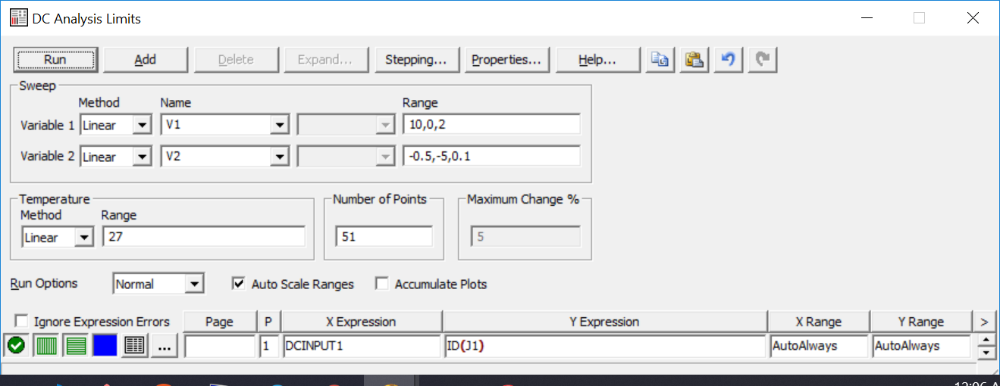 DC Analysis Limits
Run Add Delete Expand... Stepping... Properties... Help...
Sweep
Method Name Range
Variable 1 Linear V1 10,0,2
Variable 2 Linear V2 -0.5,-5,0.1
Temperature Number of Points Maximum Change %
Method Range
Linear 27 51 5
Run Options Normal Auto Scale Ranges Accumulate Plots
Ignore Expression Errors Page P X Expression Y Expression X Range Y Range >
... 1 DCINPUT1 ID(J1) AutoAlways AutoAlways